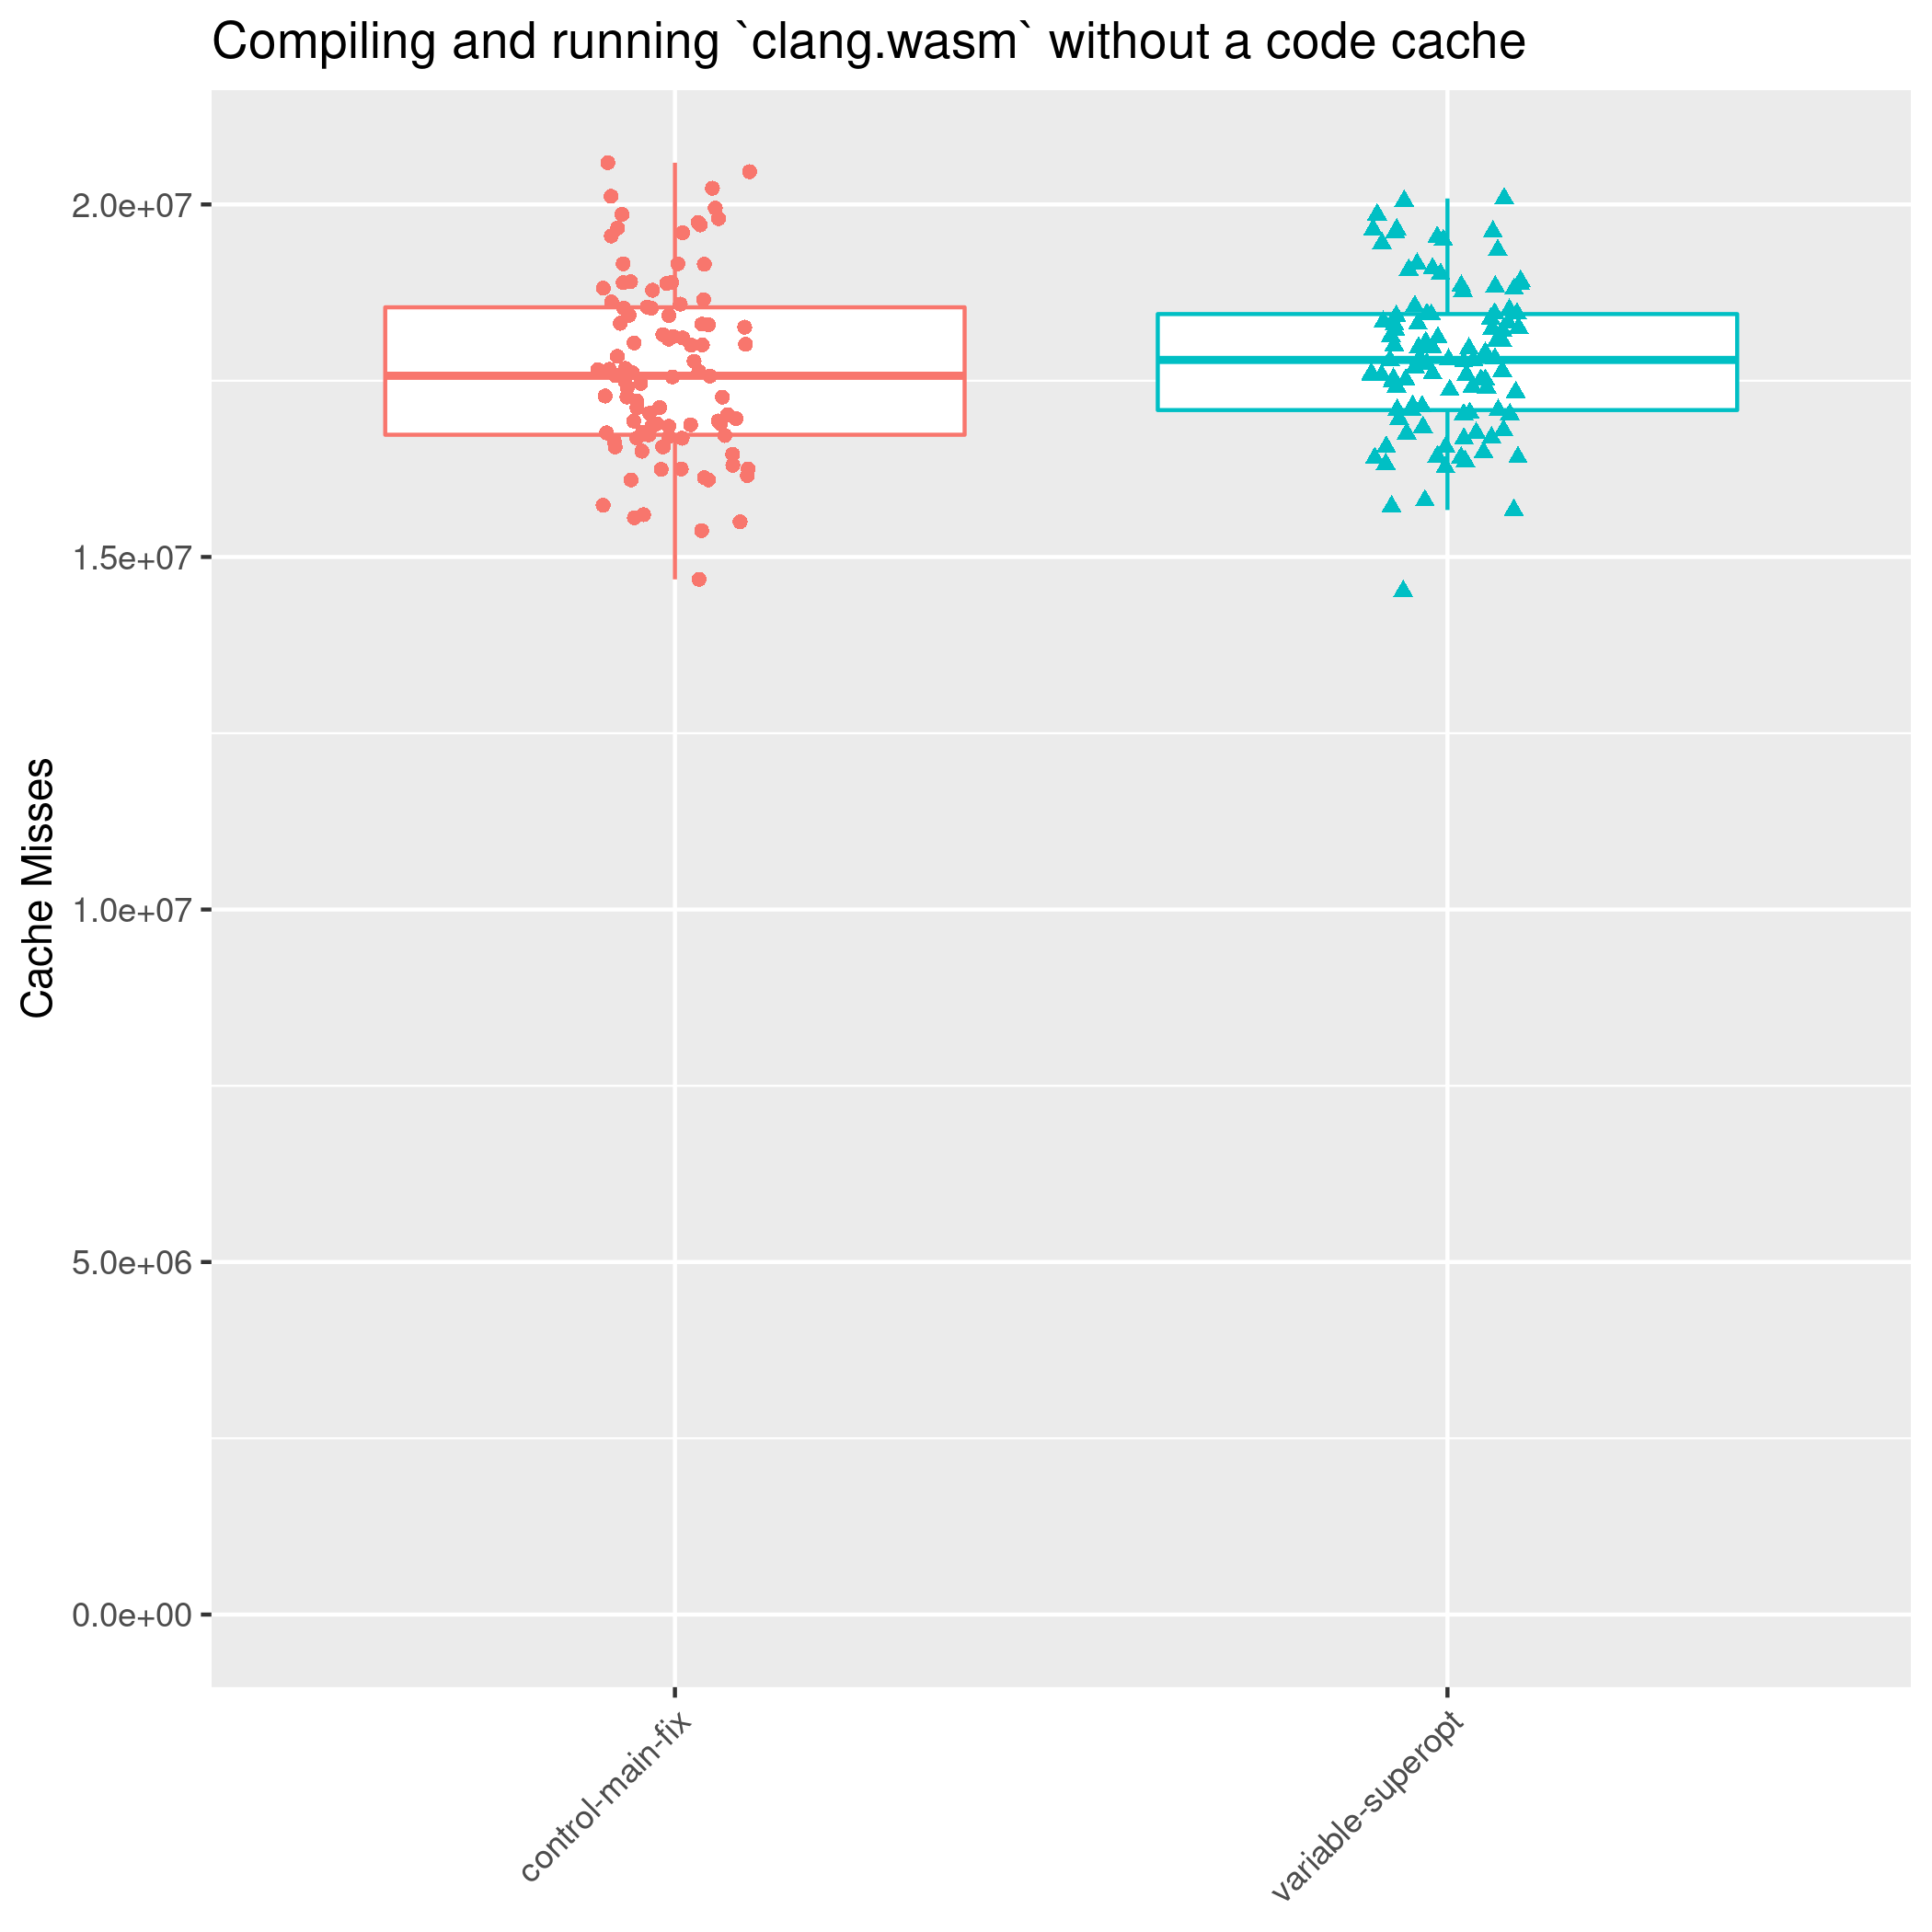 Compiling and running `clang.wasm` without a code cache
Cache Misses
2.0e+07
1.5e+07
1.0e+07
5.0e+06
0.0e+00
control-main-fix
variable-superopt